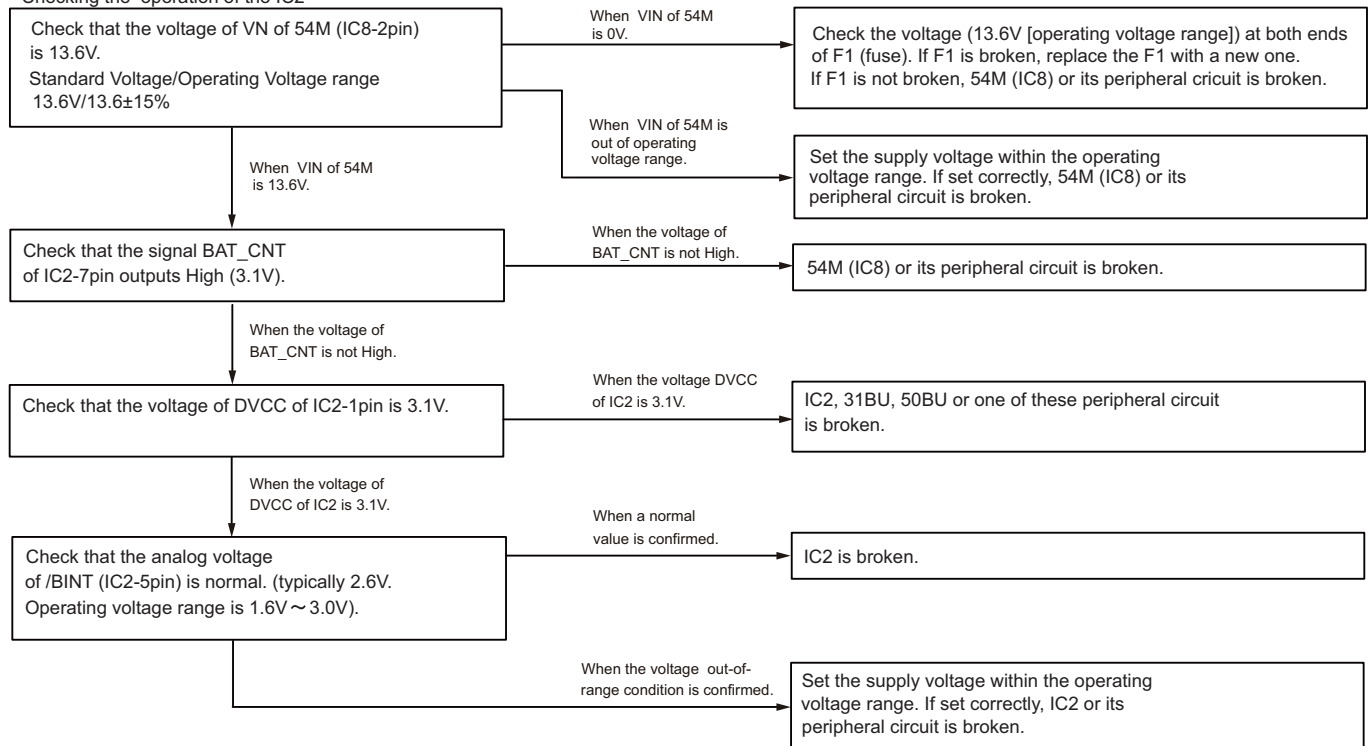 Checking the operation of the IC2
Check that the voltage of VN of 54M (IC8-2pin)
is 13.6V.
Standard Voltage/Operating Voltage range
13.6V/13.6±15%
When VIN of 54M
is 0V.
Check the voltage (13.6V [operating voltage range]) at both ends
of F1 (fuse). If F1 is broken, replace the F1 with a new one.
If F1 is not broken, 54M (IC8) or its peripheral cricuit is broken.
When VIN of 54M is
out of operating
voltage range.
Set the supply voltage within the operating
voltage range. If set correctly, 54M (IC8) or its
peripheral circuit is broken.
When VIN of 54M
is 13.6V.
Check that the signal BAT_CNT
of IC2-7pin outputs High (3.1V).
When the voltage of
BAT_CNT is not High.
54M (IC8) or its peripheral circuit is broken.
When the voltage of
BAT_CNT is not High.
Check that the voltage of DVCC of IC2-1pin is 3.1V.
When the voltage DVCC
of IC2 is 3.1V.
IC2, 31BU, 50BU or one of these peripheral circuit
is broken.
When the voltage of
DVCC of IC2 is 3.1V.
Check that the analog voltage
of /BINT (IC2-5pin) is normal. (typically 2.6V.
Operating voltage range is 1.6V～3.0V).
When a normal
value is confirmed.
IC2 is broken.
When the voltage out-of-
range condition is confirmed.
Set the supply voltage within the operating
voltage range. If set correctly, IC2 or its
peripheral circuit is broken.